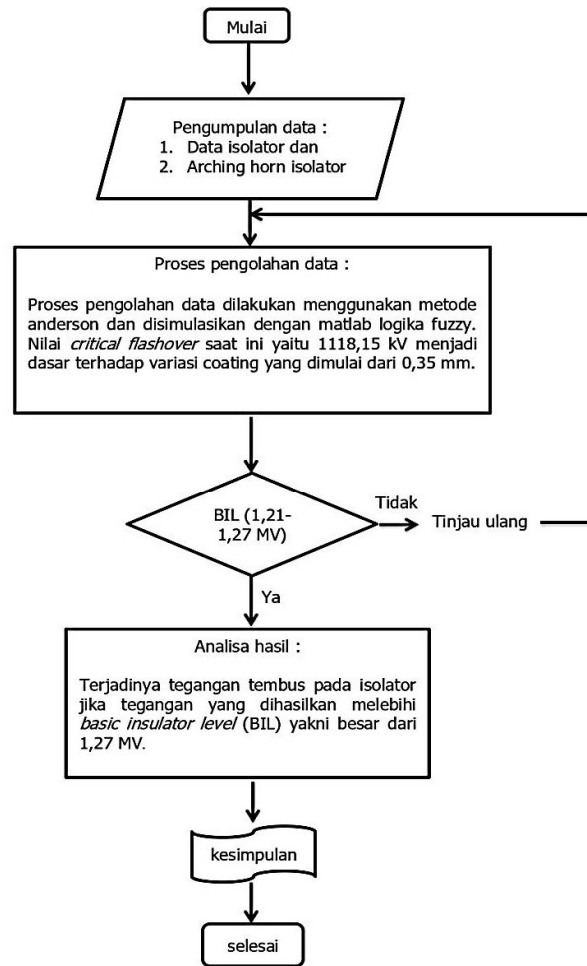 Mulai
Pengumpulan data :
1. Data isolator dan
2. Arching horn isolator
Proses pengolahan data :
Proses pengolahan data dilakukan menggunakan metode
anderson dan disimulasikan dengan matlab logika fuzzy.
Nilai critical flashover saat ini yaitu 1118,15 kV menjadi
dasar terhadap variasi coating yang dimulai dari 0,35 mm.
BIL (1,21-
1,27 MV)
Tidak
Tinjau ulang
Ya
Analisa hasil :
Terjadinya tegangan tembus pada isolator
jika tegangan yang dihasilkan melebihi
basic insulator level (BIL) yakni besar dari
1,27 MV.
kesimpulan
selesai